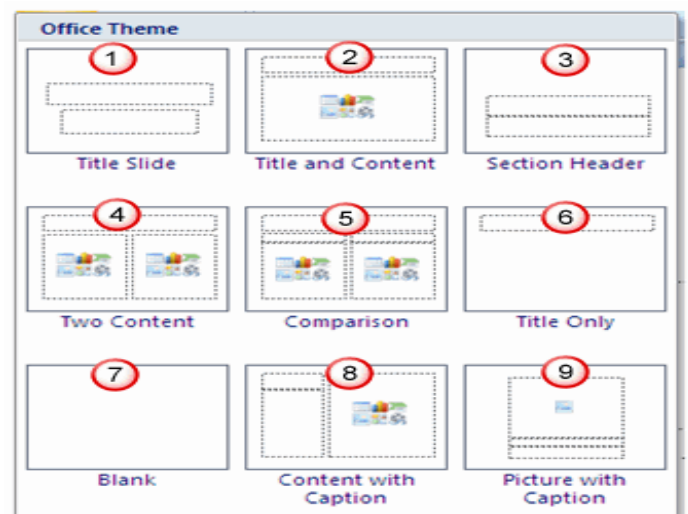 Office Theme
1 2 3
Title Slide Title and Content Section Header
4 5 6
Two Content Comparison Title Only
7 8 9
Blank Content with Caption Picture with Caption